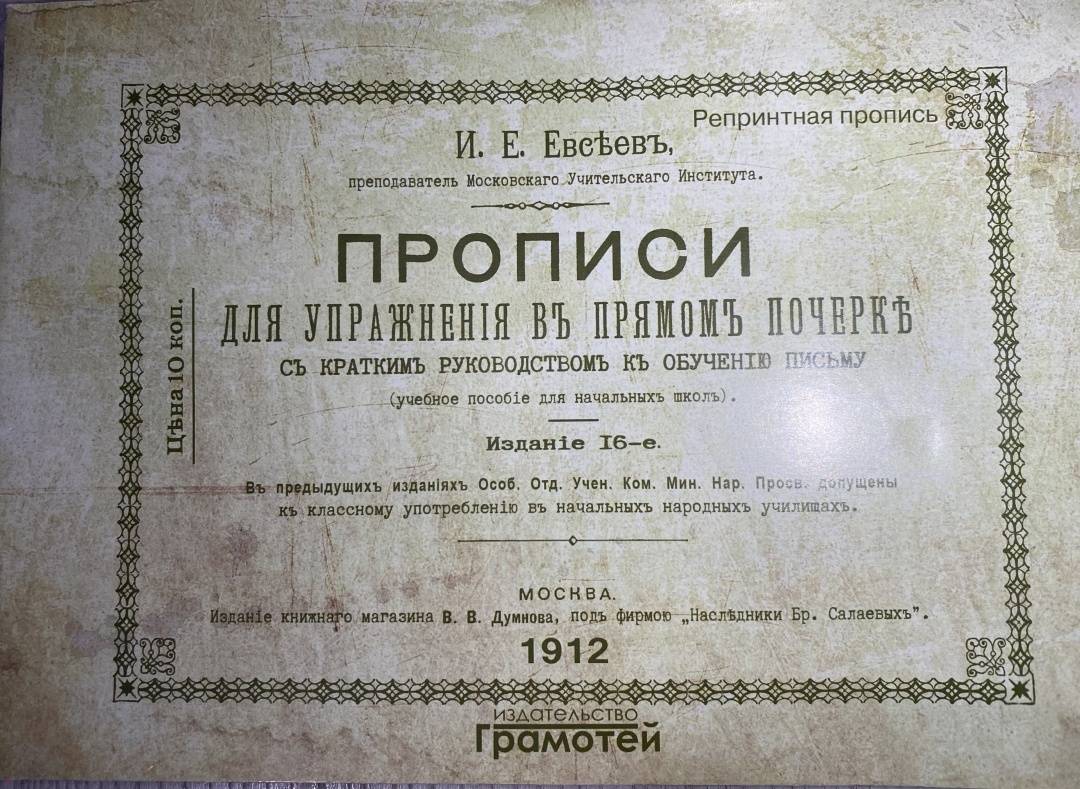 Репринтная пропись
И. Е. Евсѣевъ,
преподаватель Московскаго Учительскаго Института.
ПРОПИСИ
ДЛЯ УПРАЖНЕНІЯ ВЪ ПРЯМОМЪ ПОЧЕРКѢ
СЪ КРАТКИМЪ РУКОВОДСТВОМЪ КЪ ОБУЧЕНІЮ ПИСЬМУ
(учебное пособіе для начальныхъ школъ).
Изданіе 16-е.
Цѣна 10 коп.
Въ предыдущихъ изданіяхъ Особ. Отд. Учен. Ком. Мин. Нар. Просв. допущены
къ классному употребленію въ начальныхъ народныхъ училищахъ.
МОСКВА.
Изданіе книжнаго магазина В. В. Думнова, подъ фирмою „Наслѣдники Бр. Салаевыхъ".
1912
издательство
Грамотей